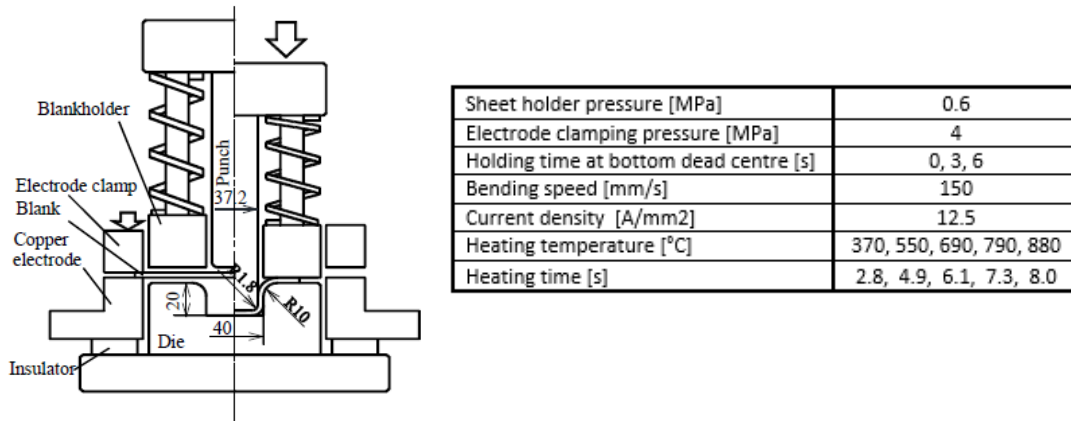 Blankholder
Punch
37.2
Electrode clamp
Blank
Copper
electrode
R1.8
R10
20
40
Die
Insulator
Sheet holder pressure [MPa] 0.6
Electrode clamping pressure [MPa] 4
Holding time at bottom dead centre [s] 0, 3, 6
Bending speed [mm/s] 150
Current density [A/mm2] 12.5
Heating temperature [⁰C] 370, 550, 690, 790, 880
Heating time [s] 2.8, 4.9, 6.1, 7.3, 8.0